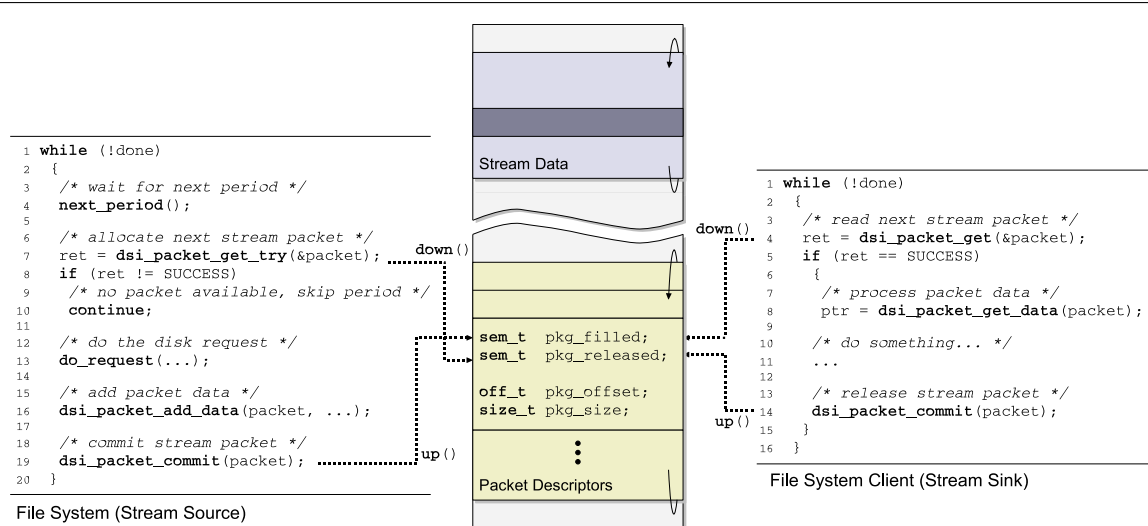 1 while (!done)
2 {
3 /* wait for next period */
4 next_period();
5
6 /* allocate next stream packet */
7 ret = dsi_packet_get_try(&packet);
8 if (ret != SUCCESS)
9 /* no packet available, skip period */
10 continue;
11
12 /* do the disk request */
13 do_request(...);
14
15 /* add packet data */
16 dsi_packet_add_data(packet, ...);
17
18 /* commit stream packet */
19 dsi_packet_commit(packet);
20 }
File System (Stream Source)
down()
up()
Stream Data
sem_t pkg_filled;
sem_t pkg_released;
off_t pkg_offset;
size_t pkg_size;
Packet Descriptors
down()
up()
1 while (!done)
2 {
3 /* read next stream packet */
4 ret = dsi_packet_get(&packet);
5 if (ret == SUCCESS)
6 {
7 /* process packet data */
8 ptr = dsi_packet_get_data(packet);
9
10 /* do something... */
11 ...
12
13 /* release stream packet */
14 dsi_packet_commit(packet);
15 }
16 }
File System Client (Stream Sink)